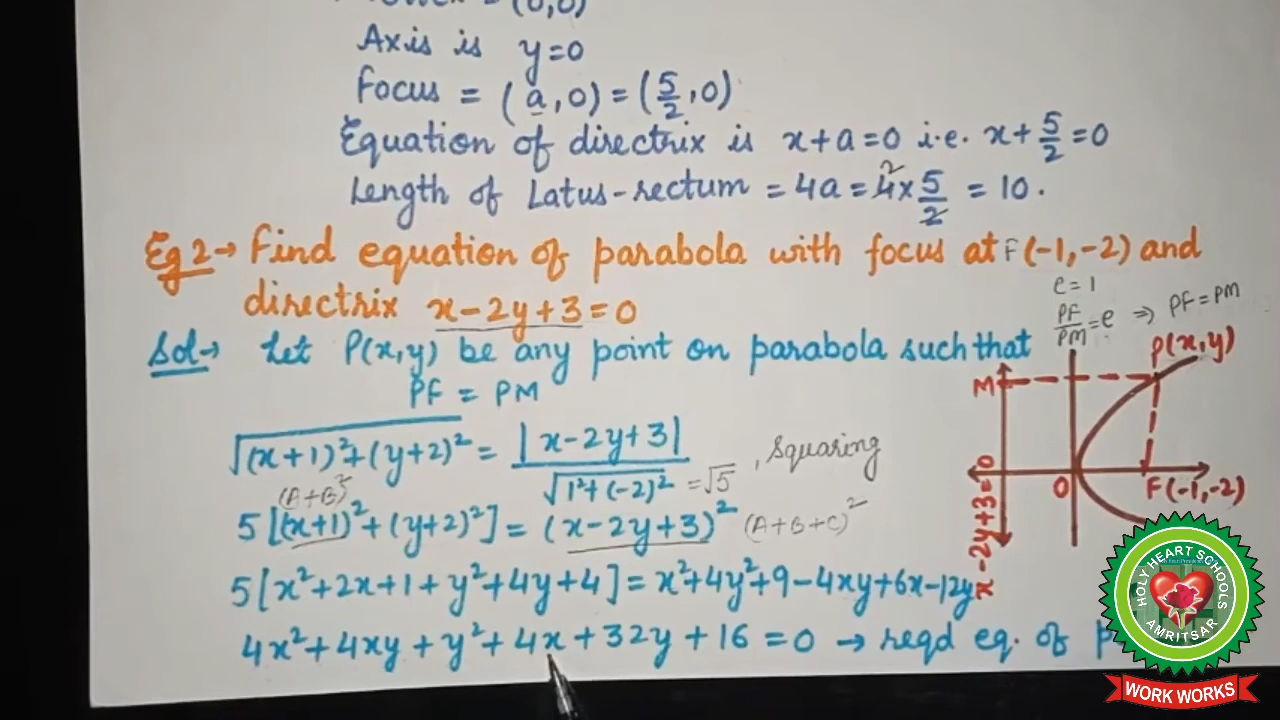 (0,0)
Axis is y=0
Focus = (a,0) = (5/2,0)
Equation of directrix is x+a=0 i.e. x+5/2=0
Length of Latus-rectum = 4a = 4×5/2 = 10.
2
Eg 2→ Find equation of parabola with focus at F(-1,-2) and
directrix x-2y+3=0
e=1
PF/PM=e ⇒ PF=PM
Sol→ Let P(x,y) be any point on parabola such that
PF = PM
√((x+1)²+(y+2)²) = |x-2y+3|/√(1²+(-2)²) =√5 , Squaring
(A+B)²
5[(x+1)²+(y+2)²] = (x-2y+3)² (A+B+C)²
5[x²+2x+1+y²+4y+4] = x²+4y²+9-4xy+6x-12y
4x²+4xy+y²+4x+32y+16=0 → reqd eq. of p
P(x,y)
M
O
F(-1,-2)
x-2y+3=0
HOLY HEART SCHOOLS
AMRITSAR
WORK WORKS